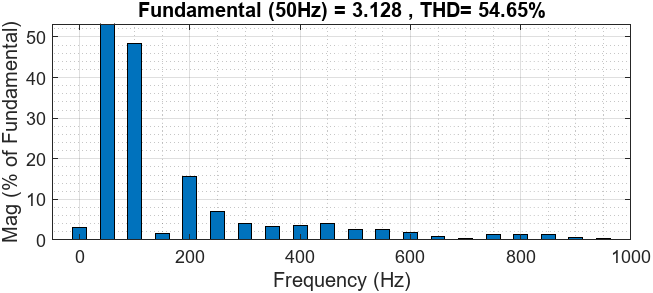 Fundamental (50Hz) = 3.128 , THD= 54.65%
Mag (% of Fundamental)
50
40
30
20
10
0
0 200 400 600 800 1000
Frequency (Hz)